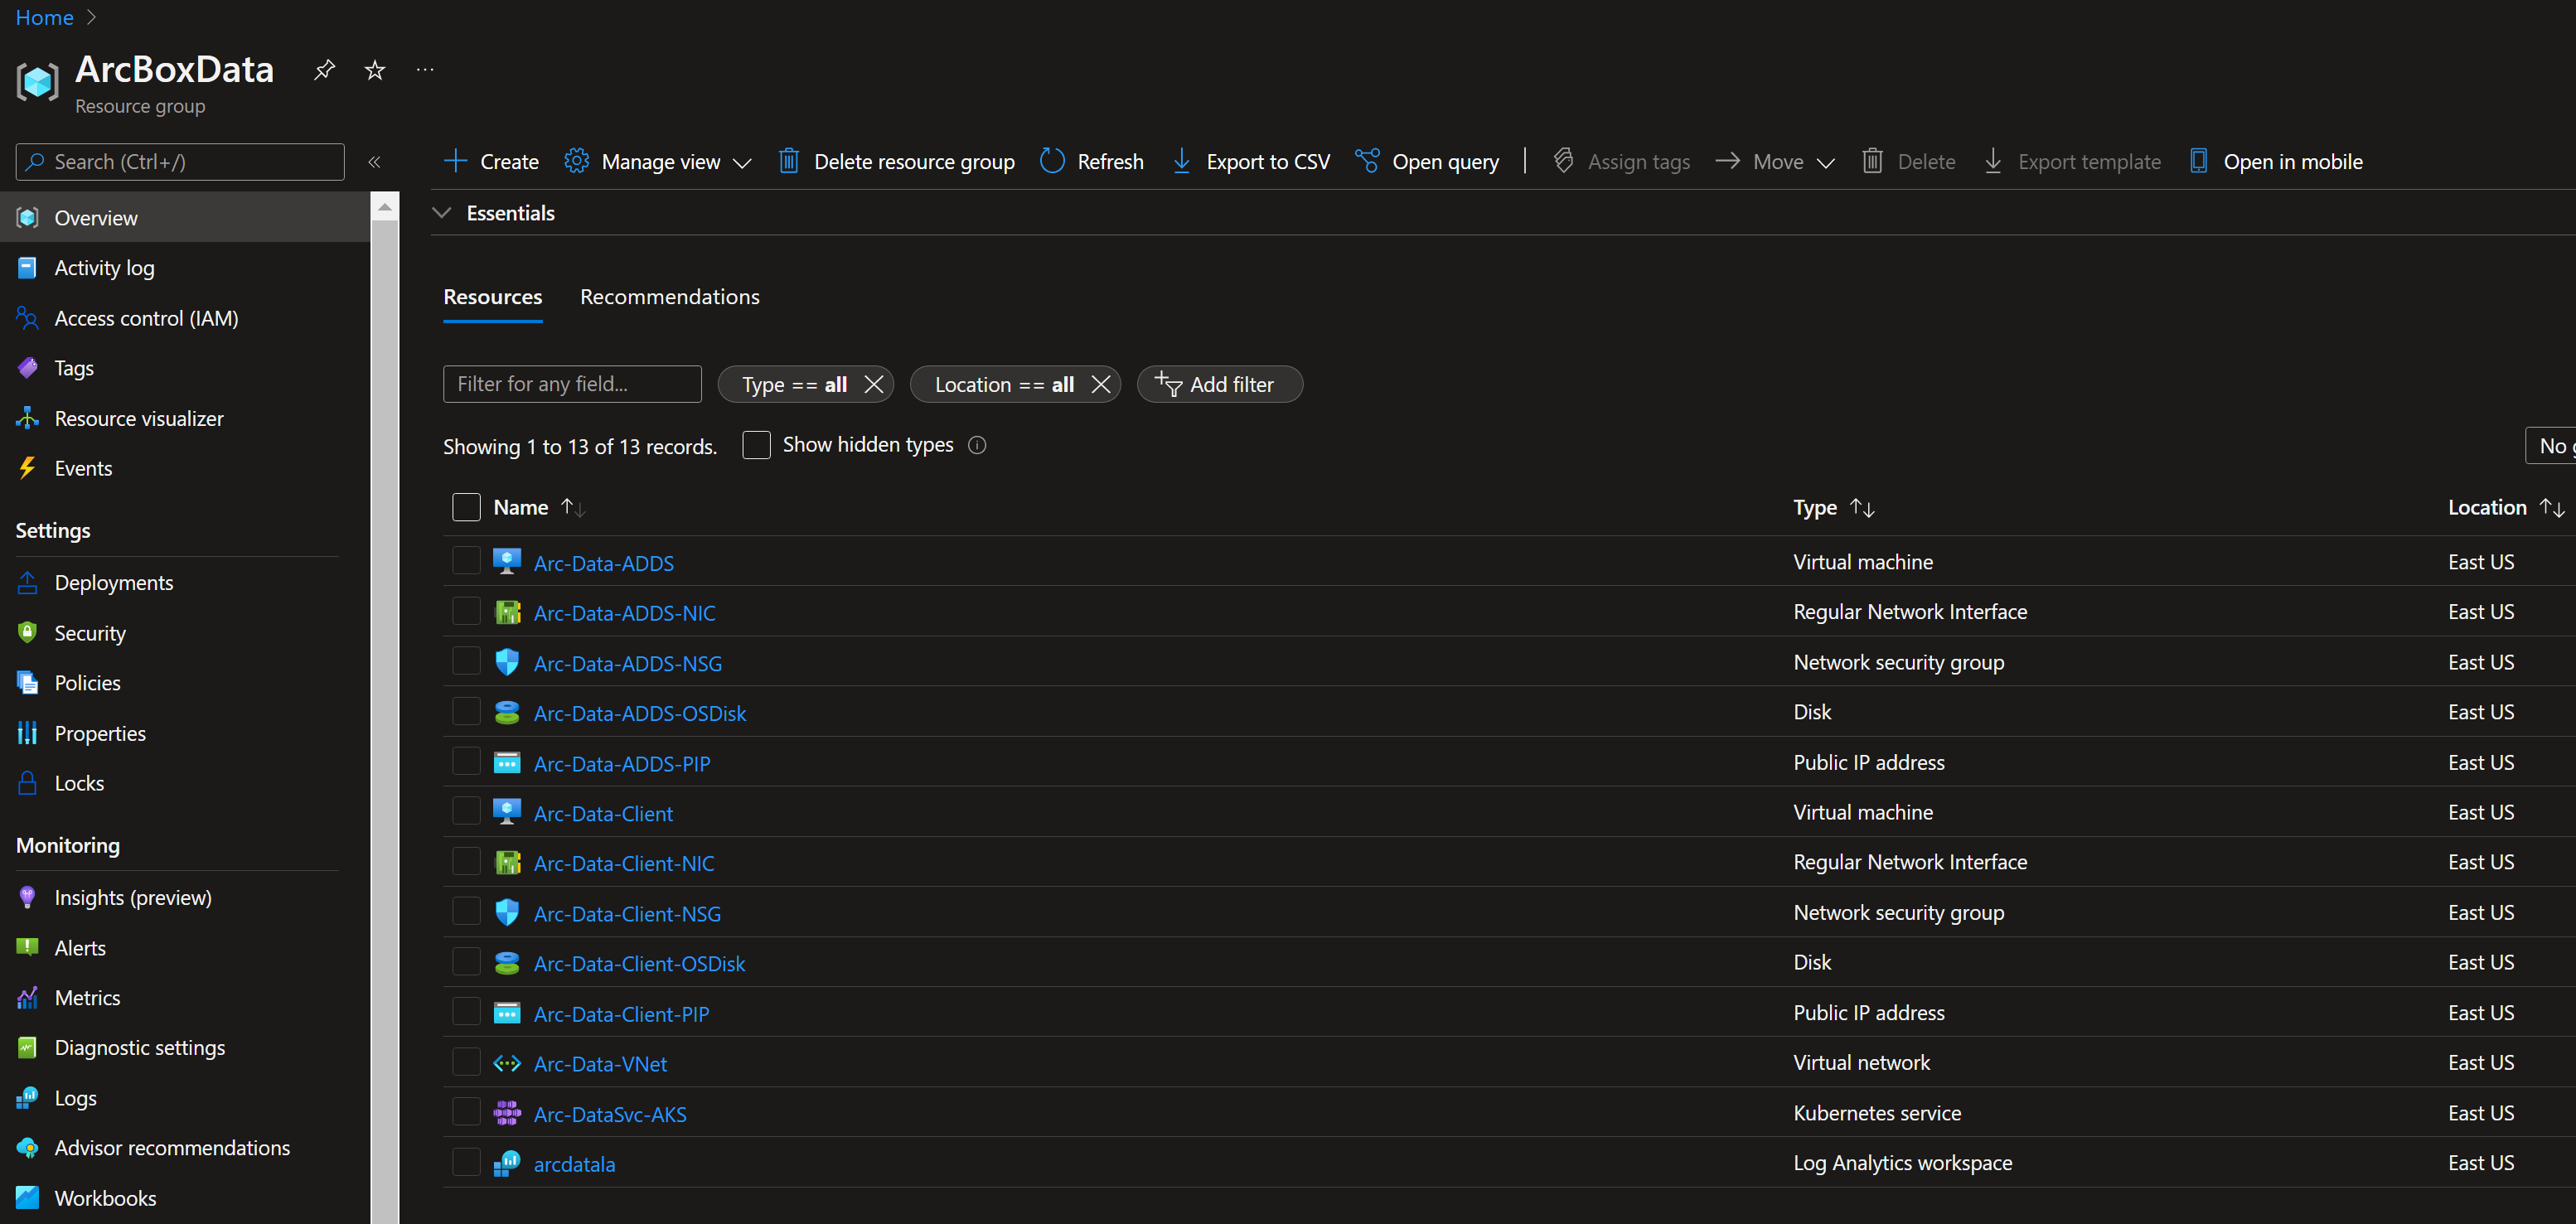 Home
ArcBoxData
Resource group
Search (Ctrl+/)
Create Manage view Delete resource group Refresh Export to CSV Open query Assign tags Move Delete Export template Open in mobile
Overview
Activity log
Access control (IAM)
Tags
Resource visualizer
Events
Settings
Deployments
Security
Policies
Properties
Locks
Monitoring
Insights (preview)
Alerts
Metrics
Diagnostic settings
Logs
Advisor recommendations
Workbooks
Essentials
Resources Recommendations
Filter for any field... Type == all Location == all Add filter
Showing 1 to 13 of 13 records. Show hidden types No
Name Type Location
Arc-Data-ADDS Virtual machine East US
Arc-Data-ADDS-NIC Regular Network Interface East US
Arc-Data-ADDS-NSG Network security group East US
Arc-Data-ADDS-OSDisk Disk East US
Arc-Data-ADDS-PIP Public IP address East US
Arc-Data-Client Virtual machine East US
Arc-Data-Client-NIC Regular Network Interface East US
Arc-Data-Client-NSG Network security group East US
Arc-Data-Client-OSDisk Disk East US
Arc-Data-Client-PIP Public IP address East US
Arc-Data-VNet Virtual network East US
Arc-DataSvc-AKS Kubernetes service East US
arcdatala Log Analytics workspace East US